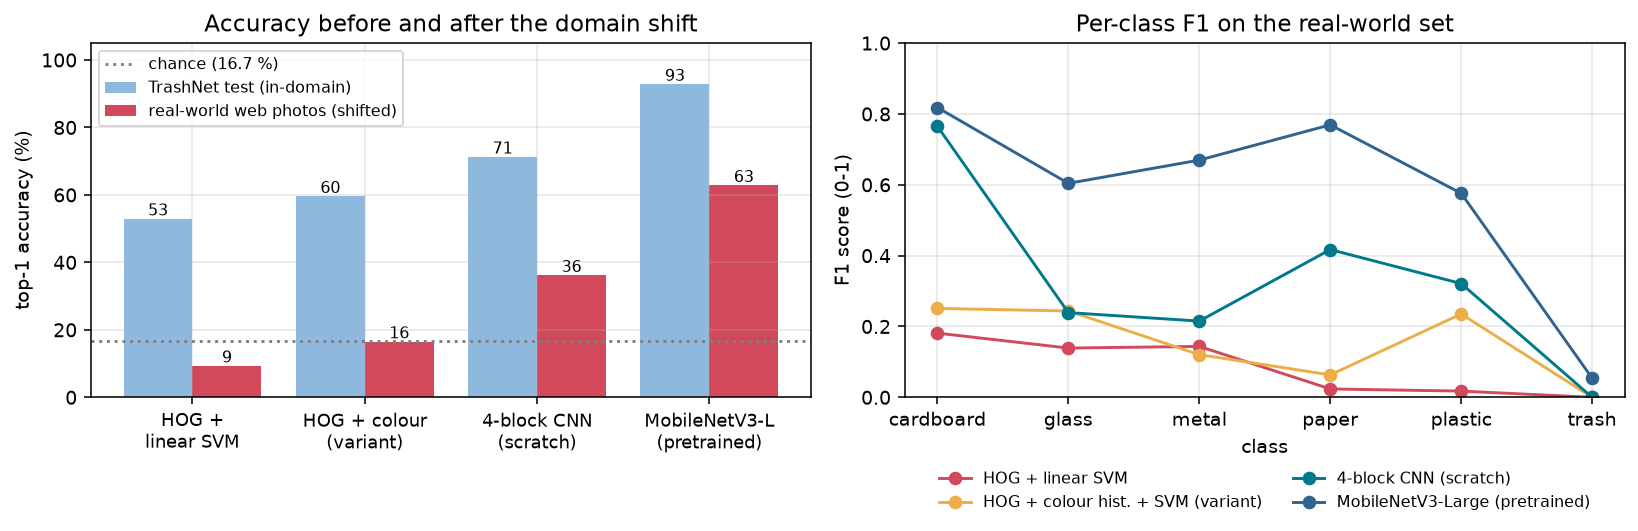 Accuracy before and after the domain shift
top-1 accuracy (%)
100
80
60
40
20
0
chance (16.7 %)
TrashNet test (in-domain)
real-world web photos (shifted)
53
9
60
16
71
36
93
63
HOG +
linear SVM
HOG + colour
(variant)
4-block CNN
(scratch)
MobileNetV3-L
(pretrained)
Per-class F1 on the real-world set
F1 score (0-1)
1.0
0.8
0.6
0.4
0.2
0.0
cardboard
glass
metal
paper
plastic
trash
class
HOG + linear SVM
HOG + colour hist. + SVM (variant)
4-block CNN (scratch)
MobileNetV3-Large (pretrained)